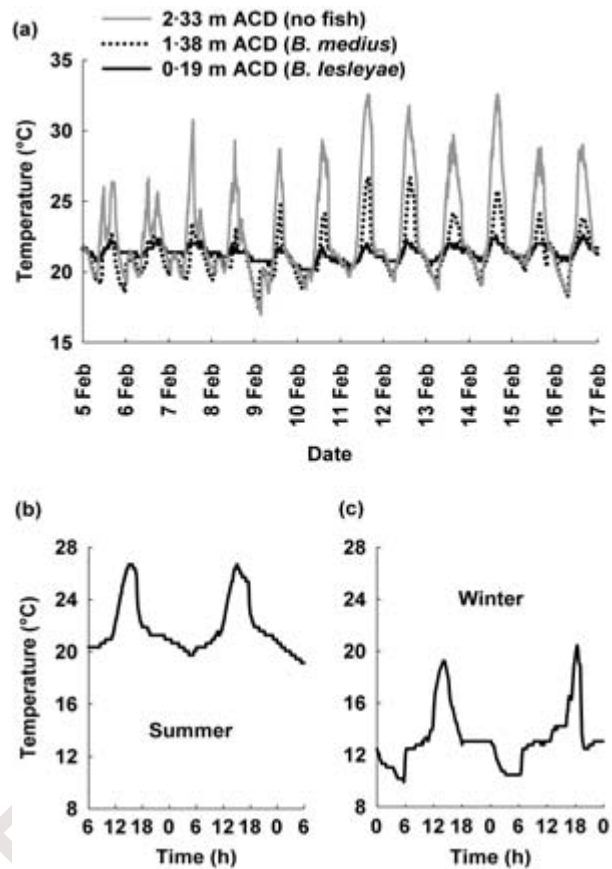 (a)
2·33 m ACD (no fish)
1·38 m ACD (B. medius)
0·19 m ACD (B. lesleyae)
Temperature (°C)
35
30
25
20
15
5 Feb
6 Feb
7 Feb
8 Feb
9 Feb
10 Feb
11 Feb
12 Feb
13 Feb
14 Feb
15 Feb
16 Feb
17 Feb
Date
(b)
Temperature (°C)
28
24
20
16
12
8
Summer
6 12 18 0 6 12 18 0 6
Time (h)
(c)
28
24
20
16
12
8
Winter
0 6 12 18 0 6 12 18 0
Time (h)